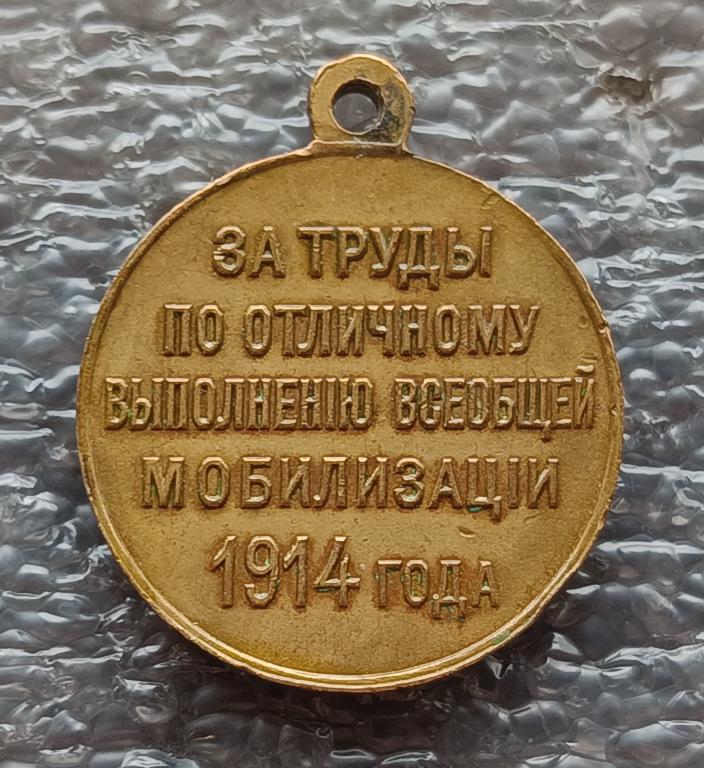 ЗА ТРУДЫ
ПО ОТЛИЧНОМУ
ВЫПОЛНЕНІЮ ВСЕОБЩЕЙ
МОБИЛИЗАЦІИ
1914 ГОДА